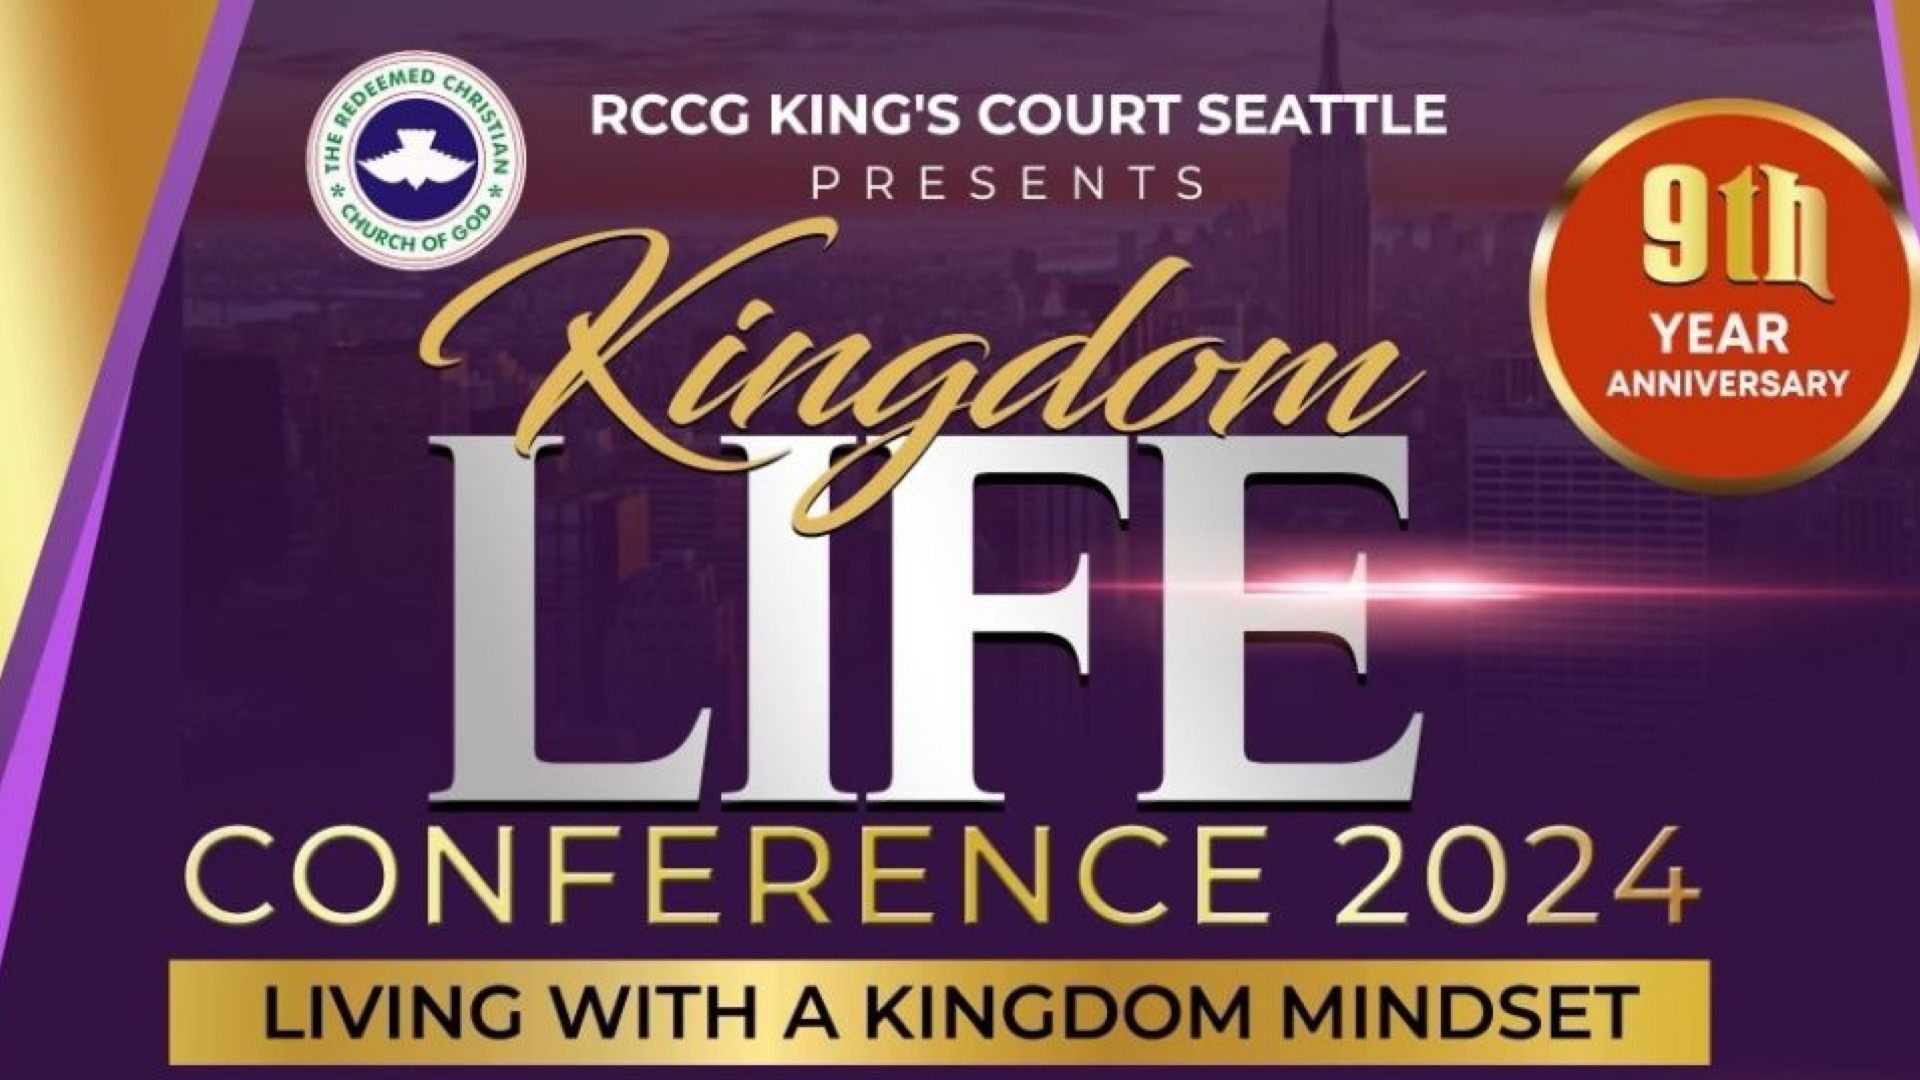 THE REDEEMED CHRISTIAN
CHURCH OF GOD
RCCG KING'S COURT SEATTLE
PRESENTS
Kingdom
LIFE
CONFERENCE 2024
LIVING WITH A KINGDOM MINDSET
9th
YEAR
ANNIVERSARY